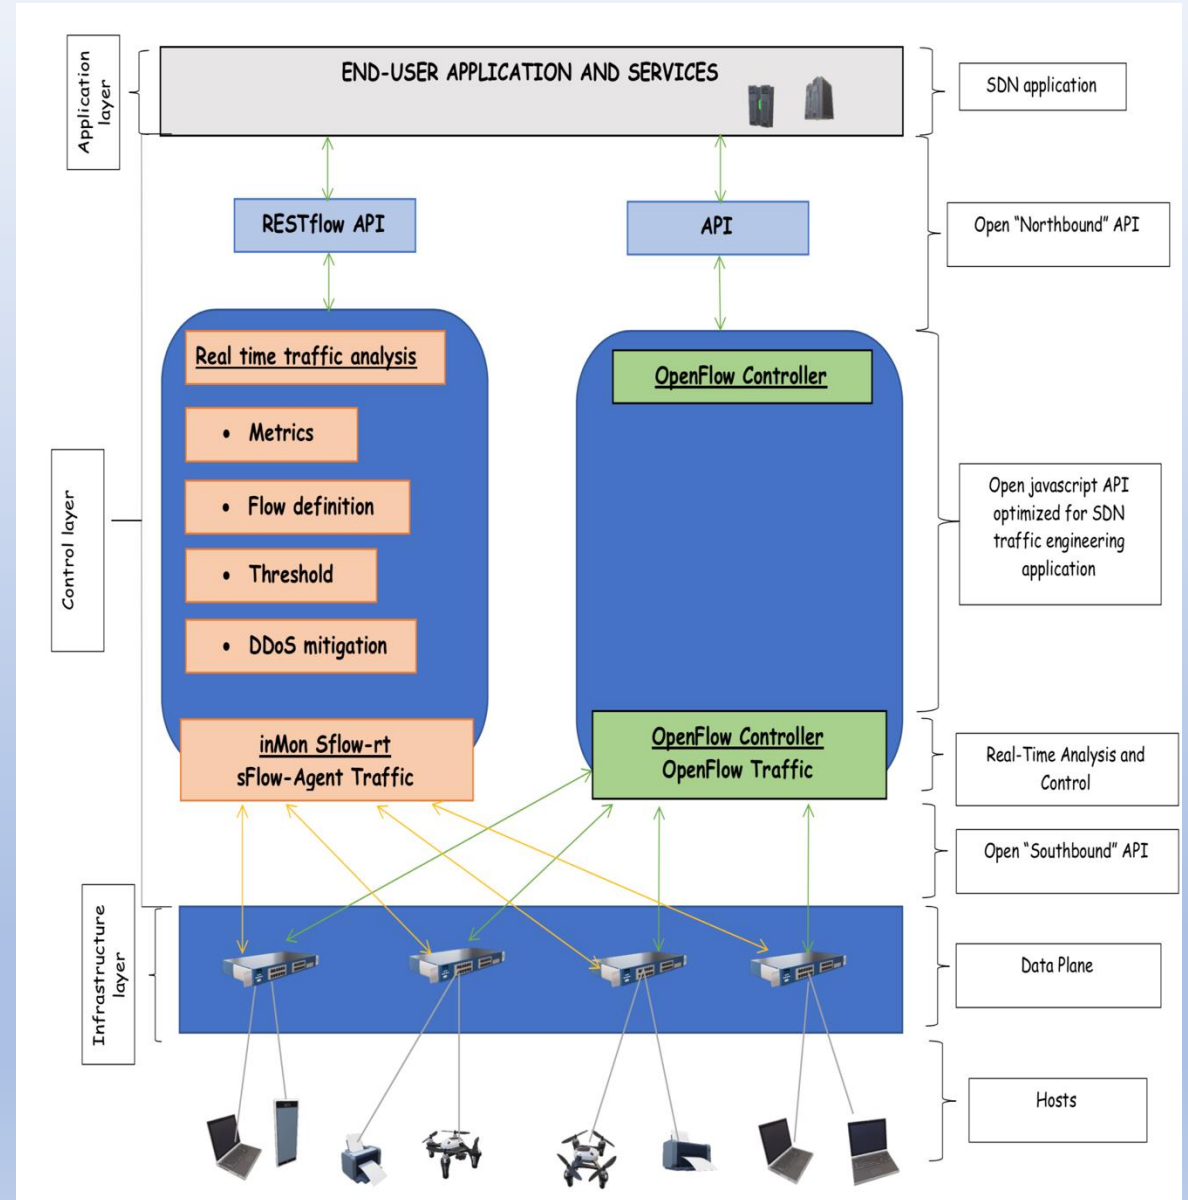 Application
layer
END-USER APPLICATION AND SERVICES
SDN application
RESTflow API
API
Open “Northbound” API
Real time traffic analysis
• Metrics
• Flow definition
• Threshold
• DDoS mitigation
OpenFlow Controller
Control layer
Open javascript API
optimized for SDN
traffic engineering
application
inMon Sflow-rt
sFlow-Agent Traffic
OpenFlow Controller
OpenFlow Traffic
Real-Time Analysis and
Control
Open “Southbound” API
Infrastructure
layer
Data Plane
Hosts